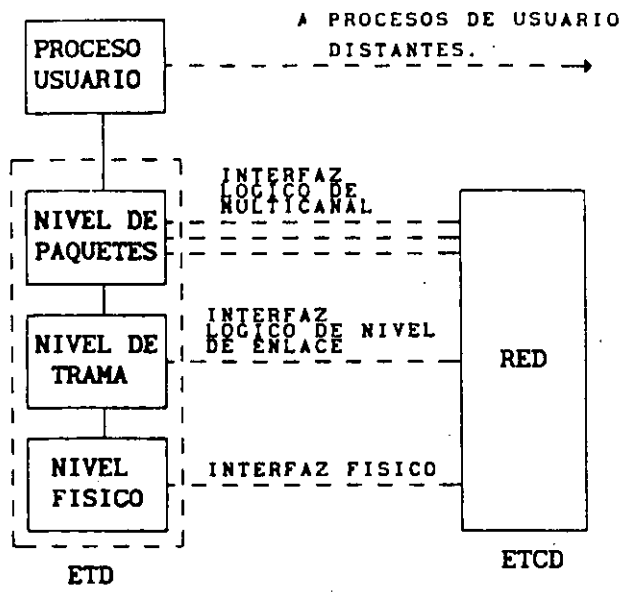 A PROCESOS DE USUARIO
DISTANTES.
PROCESO
USUARIO
INTERFAZ
LOGICO DE
MULTICANAL
NIVEL DE
PAQUETES
INTERFAZ
LOGICO DE NIVEL
DE ENLACE
NIVEL DE
TRAMA
RED
NIVEL
FISICO
INTERFAZ FISICO
ETD
ETCD